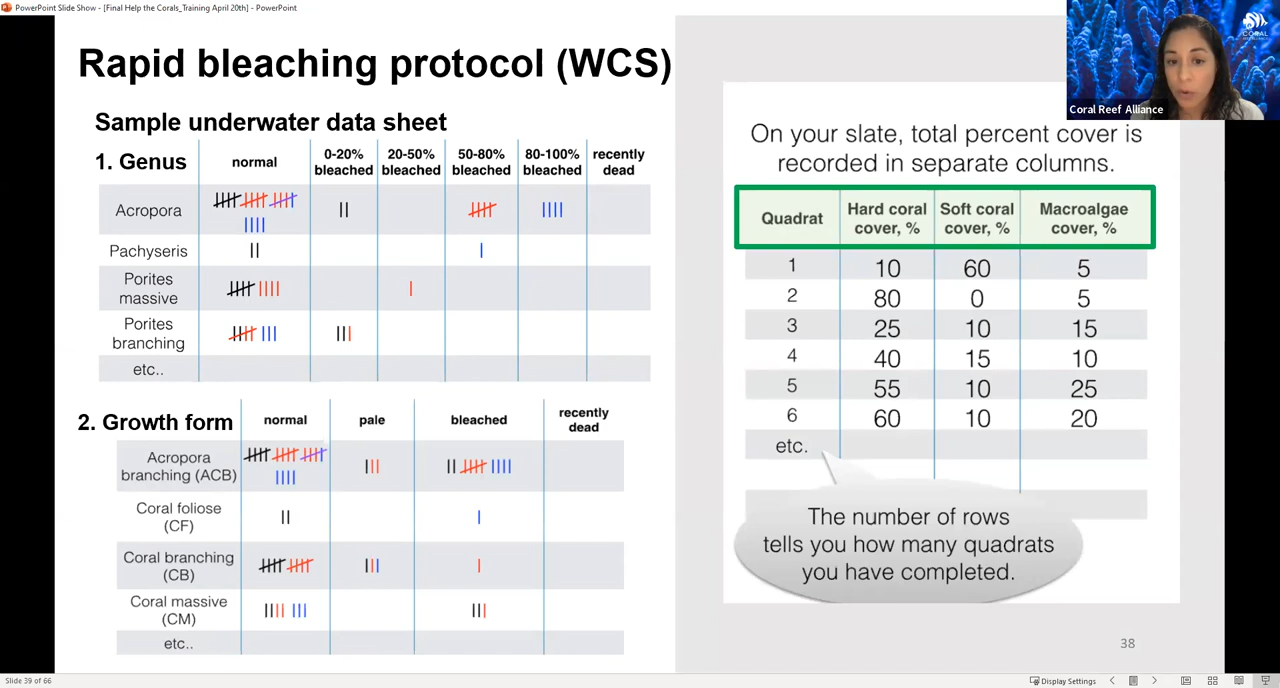 PowerPoint Slide Show - [Final Help the Corals_Training April 20th] - PowerPoint
Rapid bleaching protocol (WCS)
Sample underwater data sheet
1. Genus
normal
0-20%
bleached
20-50%
bleached
50-80%
bleached
80-100%
bleached
recently
dead
Acropora
Pachyseris
Porites
massive
Porites
branching
etc..
2. Growth form
normal
pale
bleached
recently
dead
Acropora
branching (ACB)
Coral foliose
(CF)
Coral branching
(CB)
Coral massive
(CM)
etc..
CORAL
Coral Reef Alliance
On your slate, total percent cover is
recorded in separate columns.
Quadrat
Hard coral
cover, %
Soft coral
cover, %
Macroalgae
cover, %
1 10 60 5
2 80 0 5
3 25 10 15
4 40 15 10
5 55 10 25
6 60 10 20
etc.
The number of rows
tells you how many quadrats
you have completed.
38
Slide 39 of 66
Display Settings